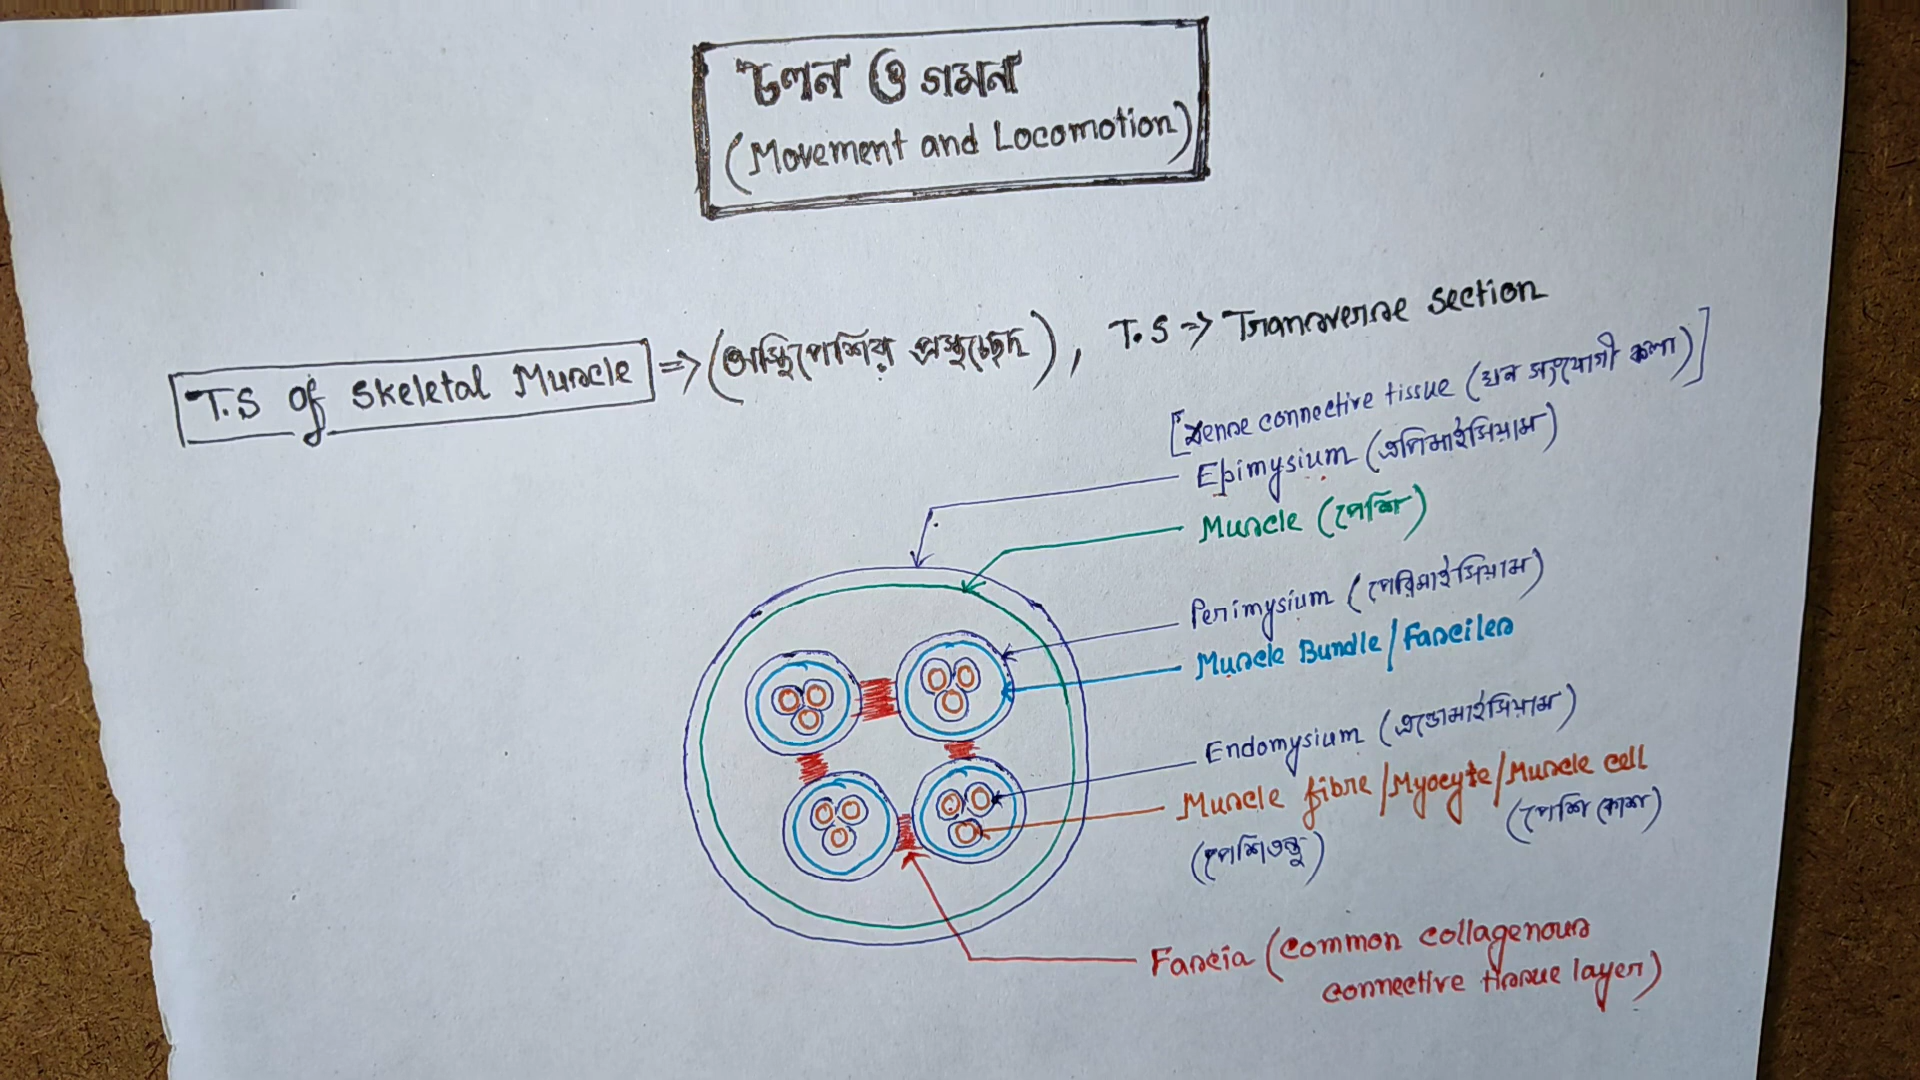 চলন ও গমন
(Movement and Locomotion)
T.S of Skeletal Muscle => (অস্থিপেশির প্রস্থচ্ছেদ), T.S => Transverse section
[Dense connective tissue (ঘন সংযোগী কলা)]
Epimysium (এপিমাইসিয়াম)
Muscle (পেশি)
Perimysium (পেরিমাইসিয়াম)
Muscle Bundle/Fasciles
Endomysium (এন্ডোমাইসিয়াম)
Muscle fibre/Myocyte/Muscle cell
(পেশি কোশ)
(পেশিতন্তু)
Fascia (common collagenous
connective tissue layer)